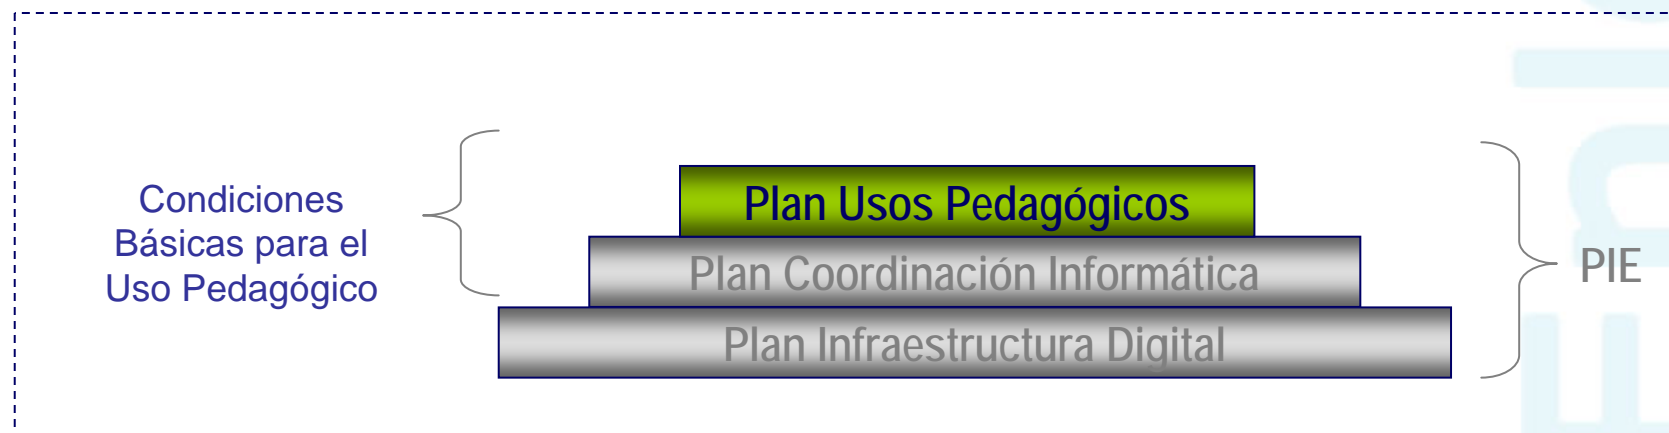 Condiciones
Básicas para el
Uso Pedagógico
Plan Usos Pedagógicos
Plan Coordinación Informática
Plan Infraestructura Digital
PIE